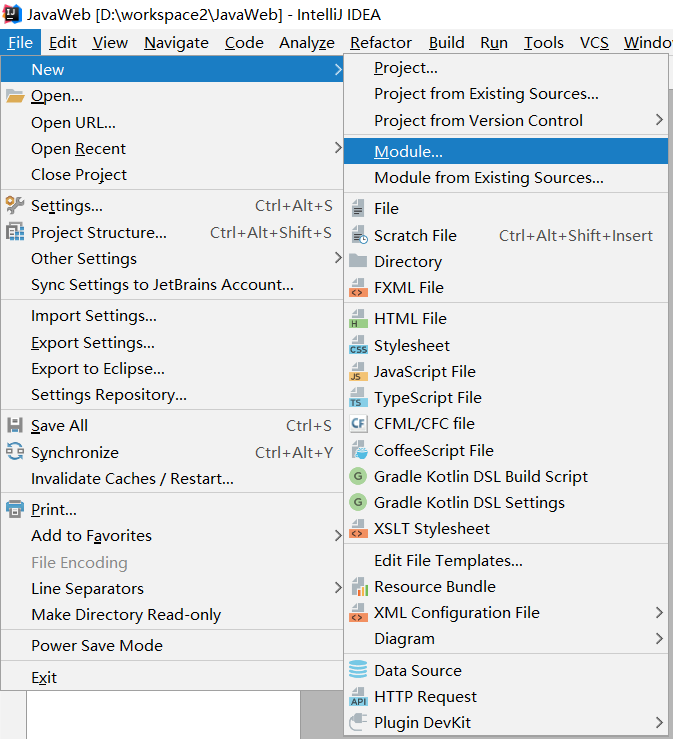 JavaWeb [D:\workspace2\JavaWeb] - IntelliJ IDEA
File Edit View Navigate Code Analyze Refactor Build Run Tools VCS Windo
New
Open...
Open URL...
Open Recent
Close Project
Settings... Ctrl+Alt+S
Project Structure... Ctrl+Alt+Shift+S
Other Settings
Sync Settings to JetBrains Account...
Import Settings...
Export Settings...
Export to Eclipse...
Settings Repository...
Save All Ctrl+S
Synchronize Ctrl+Alt+Y
Invalidate Caches / Restart...
Print...
Add to Favorites
File Encoding
Line Separators
Make Directory Read-only
Power Save Mode
Exit
Project...
Project from Existing Sources...
Project from Version Control
Module...
Module from Existing Sources...
File
Scratch File Ctrl+Alt+Shift+Insert
Directory
FXML File
H HTML File
CSS Stylesheet
JS JavaScript File
TS TypeScript File
CF CFML/CFC file
CoffeeScript File
G Gradle Kotlin DSL Build Script
G Gradle Kotlin DSL Settings
XSLT Stylesheet
Edit File Templates...
Resource Bundle
XML Configuration File
Diagram
Data Source
API HTTP Request
Plugin DevKit